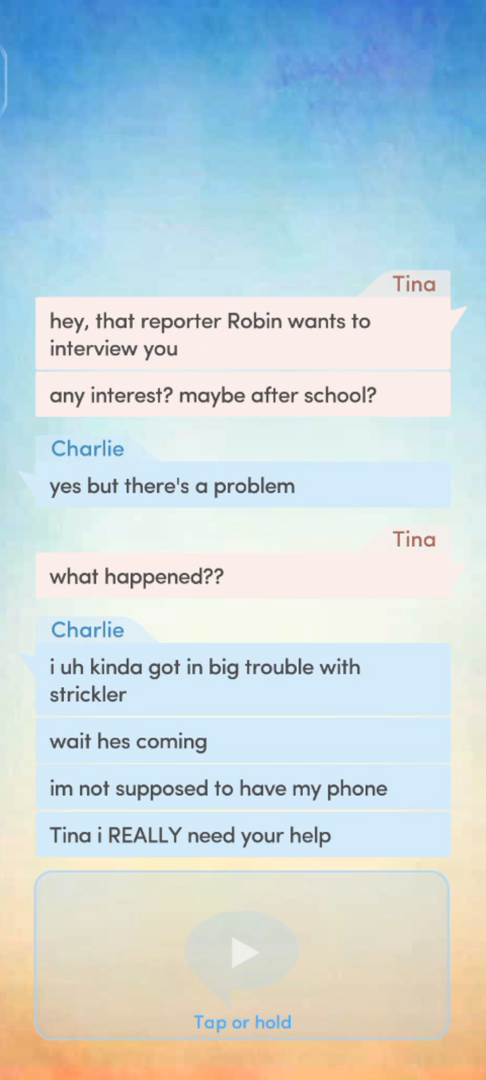 Tina
hey, that reporter Robin wants to
interview you
any interest? maybe after school?
Charlie
yes but there's a problem
Tina
what happened??
Charlie
i uh kinda got in big trouble with
strickler
wait hes coming
im not supposed to have my phone
Tina i REALLY need your help
Tap or hold